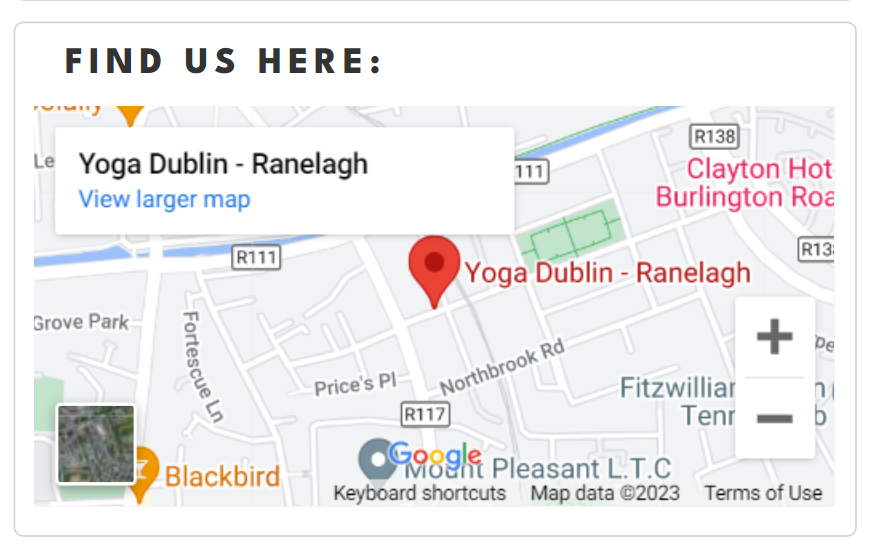 FIND US HERE:
Le
Yoga Dublin - Ranelagh
View larger map
R138
111
Clayton Hot
Burlington Roa
R111
R13
Yoga Dublin - Ranelagh
Grove Park
Fortescue Ln
Price's Pl
Northbrook Rd
Fitzwillia
Tenn
b
R117
Google
Blackbird
Mount Pleasant L.T.C
Keyboard shortcuts
Map data ©2023
Terms of Use